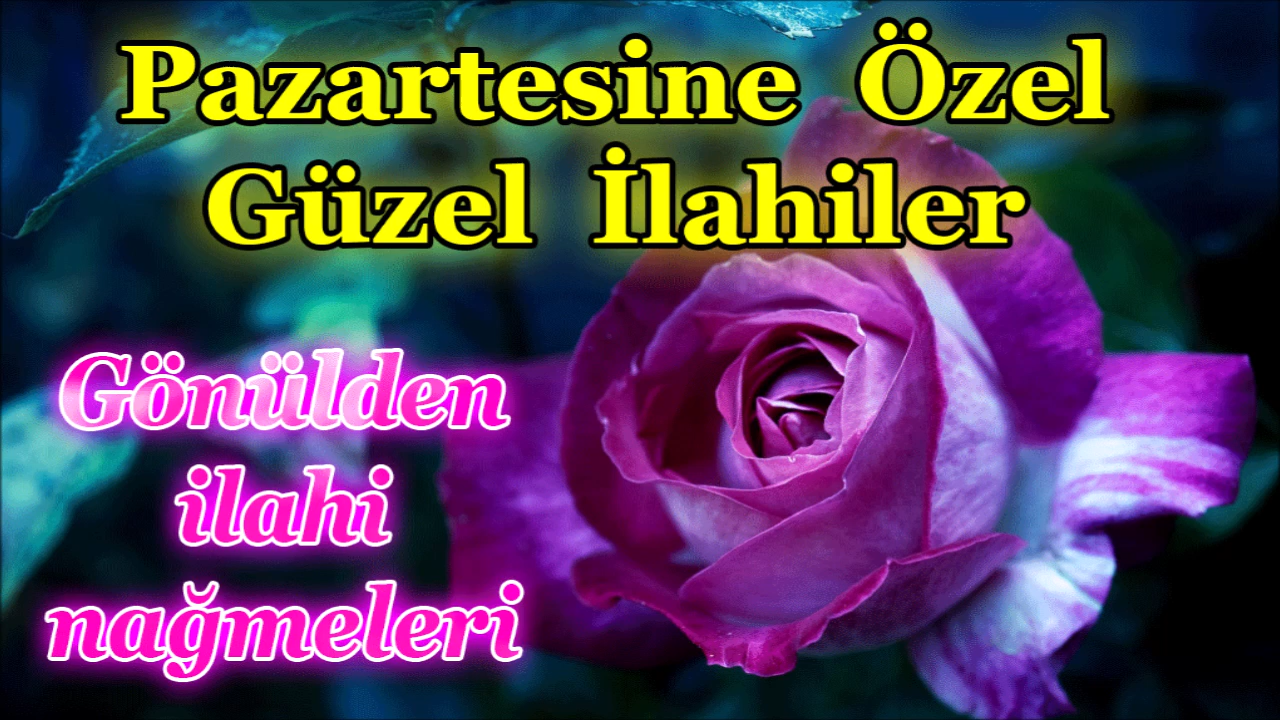 Pazartesine Özel
Güzel İlahiler
Gönülden
ilahi
nağmeleri